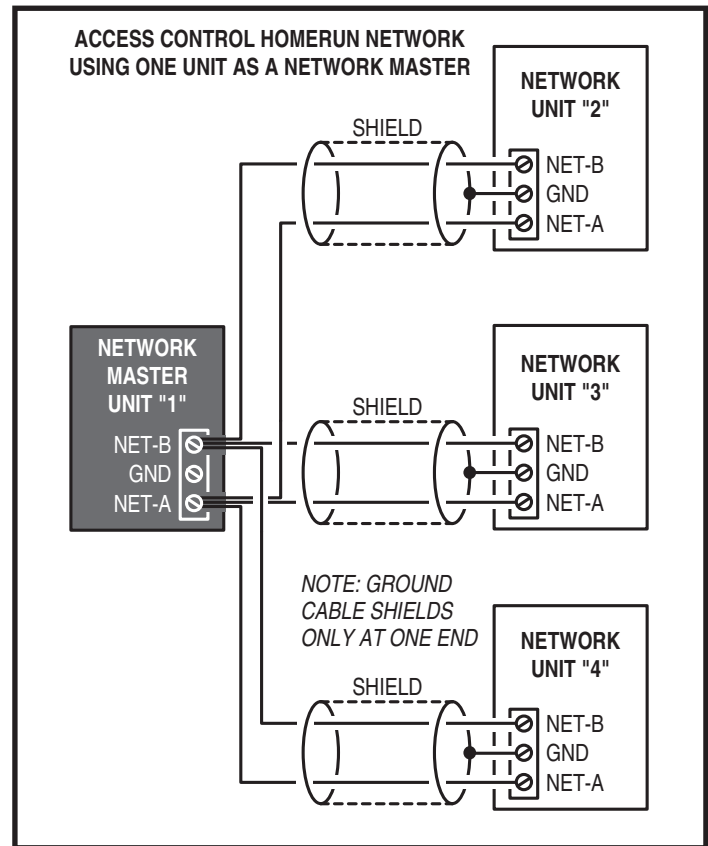 ACCESS CONTROL HOMERUN NETWORK
USING ONE UNIT AS A NETWORK MASTER
NETWORK
UNIT "2"
SHIELD
NET-B
GND
NET-A
NETWORK
MASTER
UNIT "1"
NET-B
GND
NET-A
NETWORK
UNIT "3"
SHIELD
NET-B
GND
NET-A
NOTE: GROUND
CABLE SHIELDS
ONLY AT ONE END
NETWORK
UNIT "4"
SHIELD
NET-B
GND
NET-A